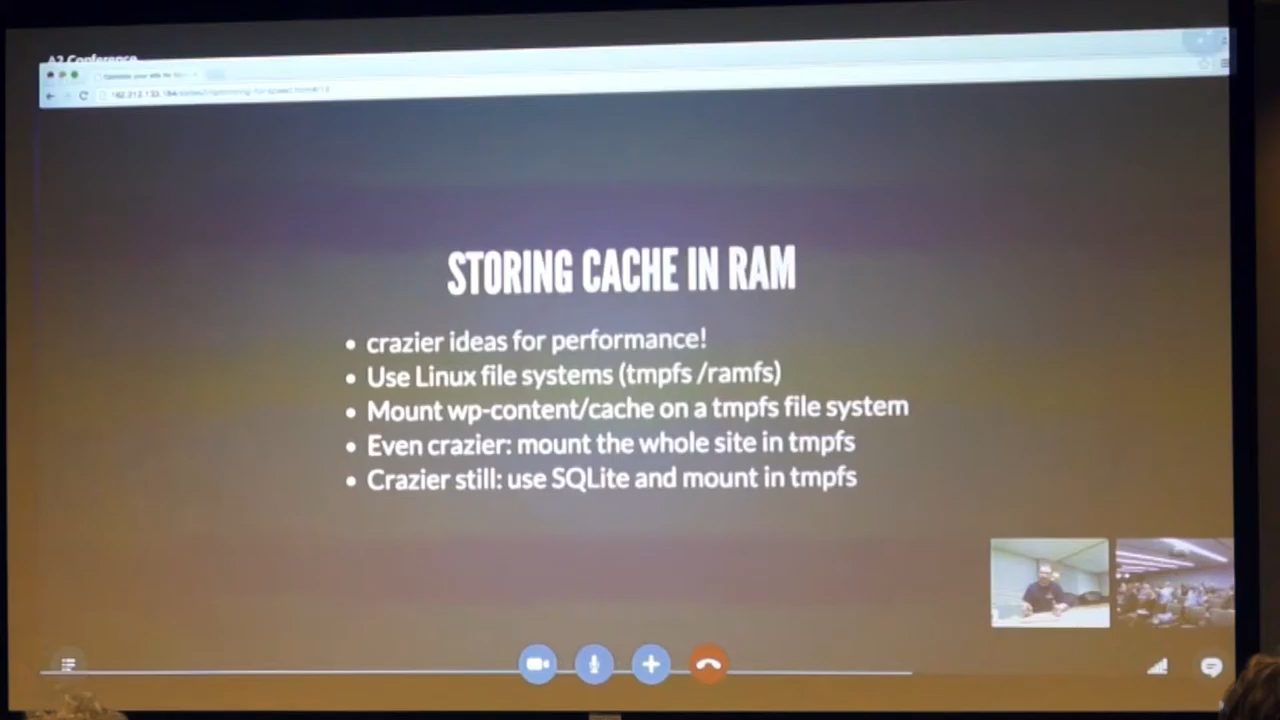 A2 Conference
STORING CACHE IN RAM
• crazier ideas for performance!
• Use Linux file systems (tmpfs /ramfs)
• Mount wp-content/cache on a tmpfs file system
• Even crazier: mount the whole site in tmpfs
• Crazier still: use SQLite and mount in tmpfs